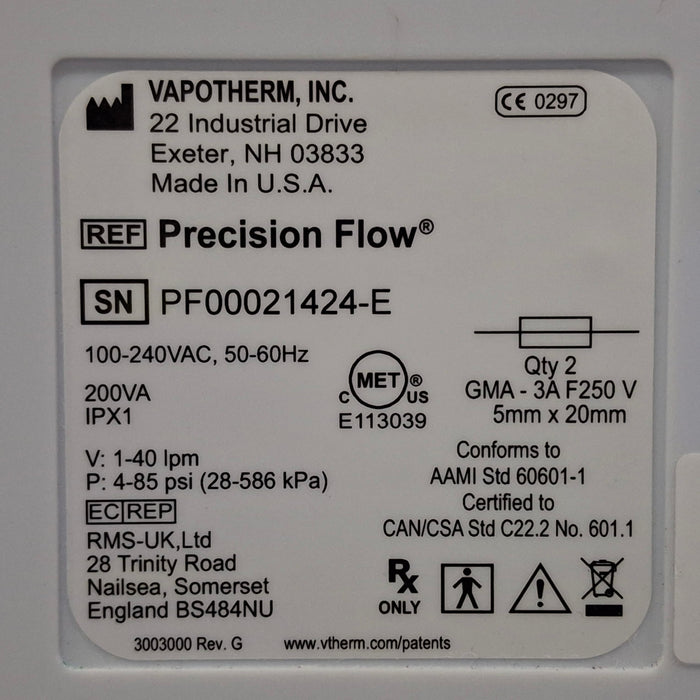 VAPOTHERM, INC.
22 Industrial Drive
Exeter, NH 03833
Made In U.S.A.
CE 0297
REF Precision Flow®
SN PF00021424-E
100-240VAC, 50-60Hz
200VA
IPX1
C MET ® US
E113039
Qty 2
GMA - 3A F250 V
5mm x 20mm
V: 1-40 lpm
P: 4-85 psi (28-586 kPa)
Conforms to
AAMI Std 60601-1
Certified to
CAN/CSA Std C22.2 No. 601.1
EC REP
RMS-UK,Ltd
28 Trinity Road
Nailsea, Somerset
England BS484NU
Rx
ONLY
3003000 Rev. G
www.vtherm.com/patents